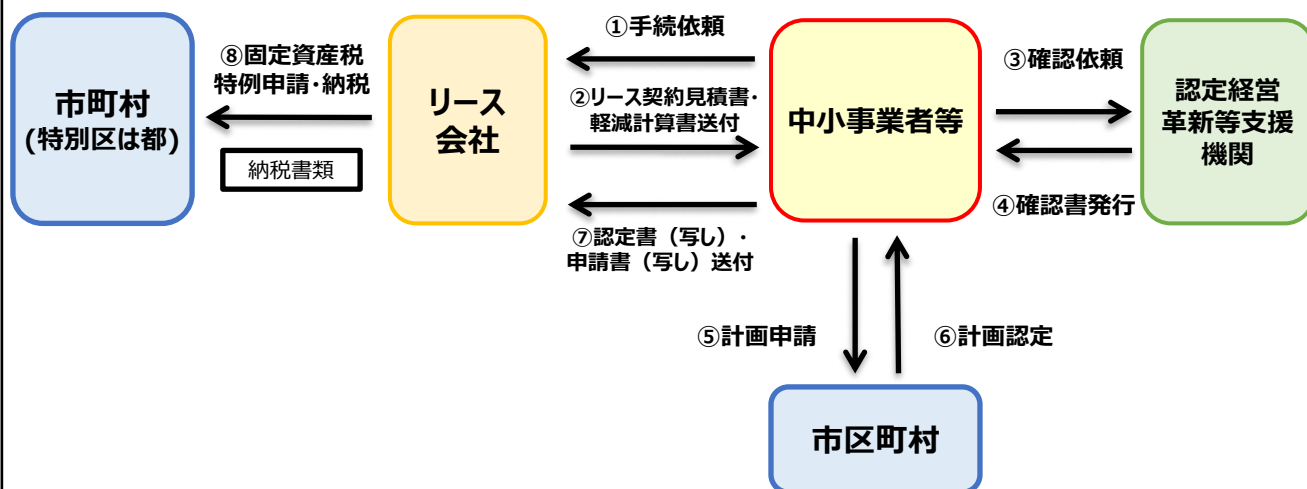 市町村
(特別区は都)
⑧固定資産税
特例申請・納税
納税書類
リース
会社
①手続依頼
②リース契約見積書・
軽減計算書送付
⑦認定書（写し）・
申請書（写し）送付
中小事業者等
③確認依頼
④確認書発行
認定経営
革新等支援
機関
⑤計画申請
⑥計画認定
市区町村